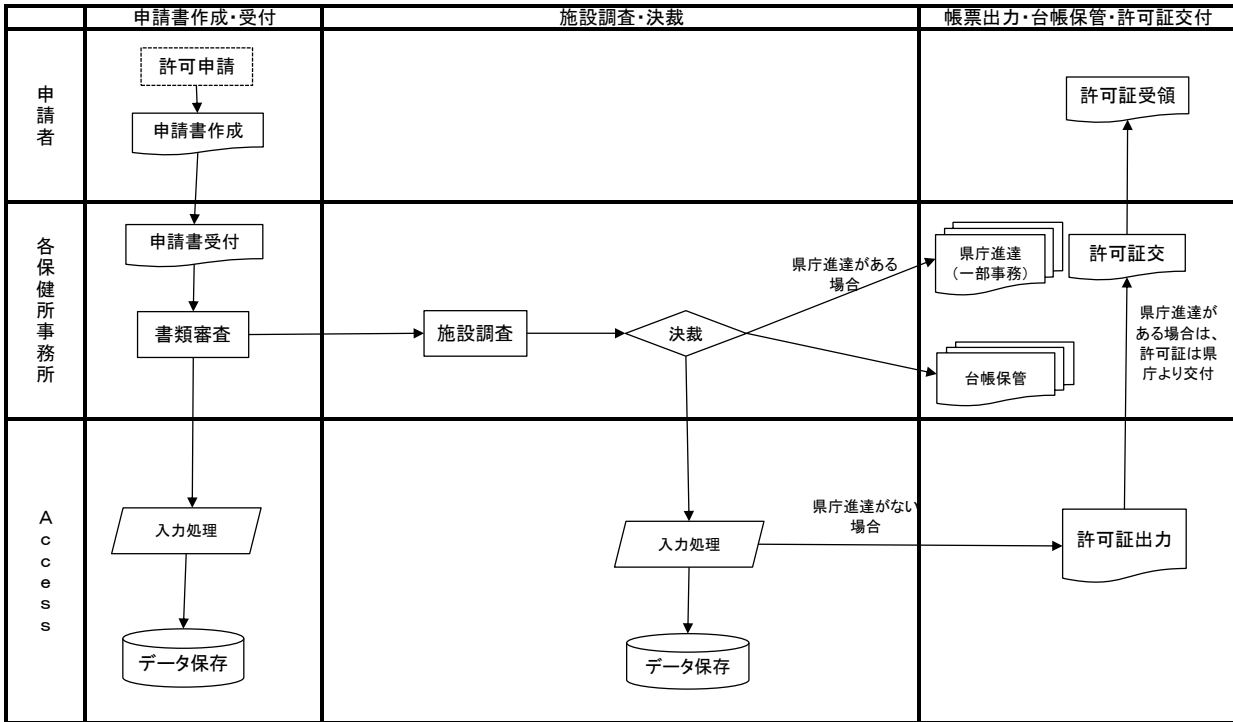 申請書作成・受付
施設調査・決裁
帳票出力・台帳保管・許可証交付
申請者
許可申請
申請書作成
許可証受領
各保健所事務所
申請書受付
書類審査
施設調査
決裁
県庁進達がある
場合
県庁進達
(一部事務)
台帳保管
許可証交
県庁進達が
ある場合は、
許可証は県
庁より交付
Access
入力処理
データ保存
入力処理
データ保存
県庁進達がない
場合
許可証出力